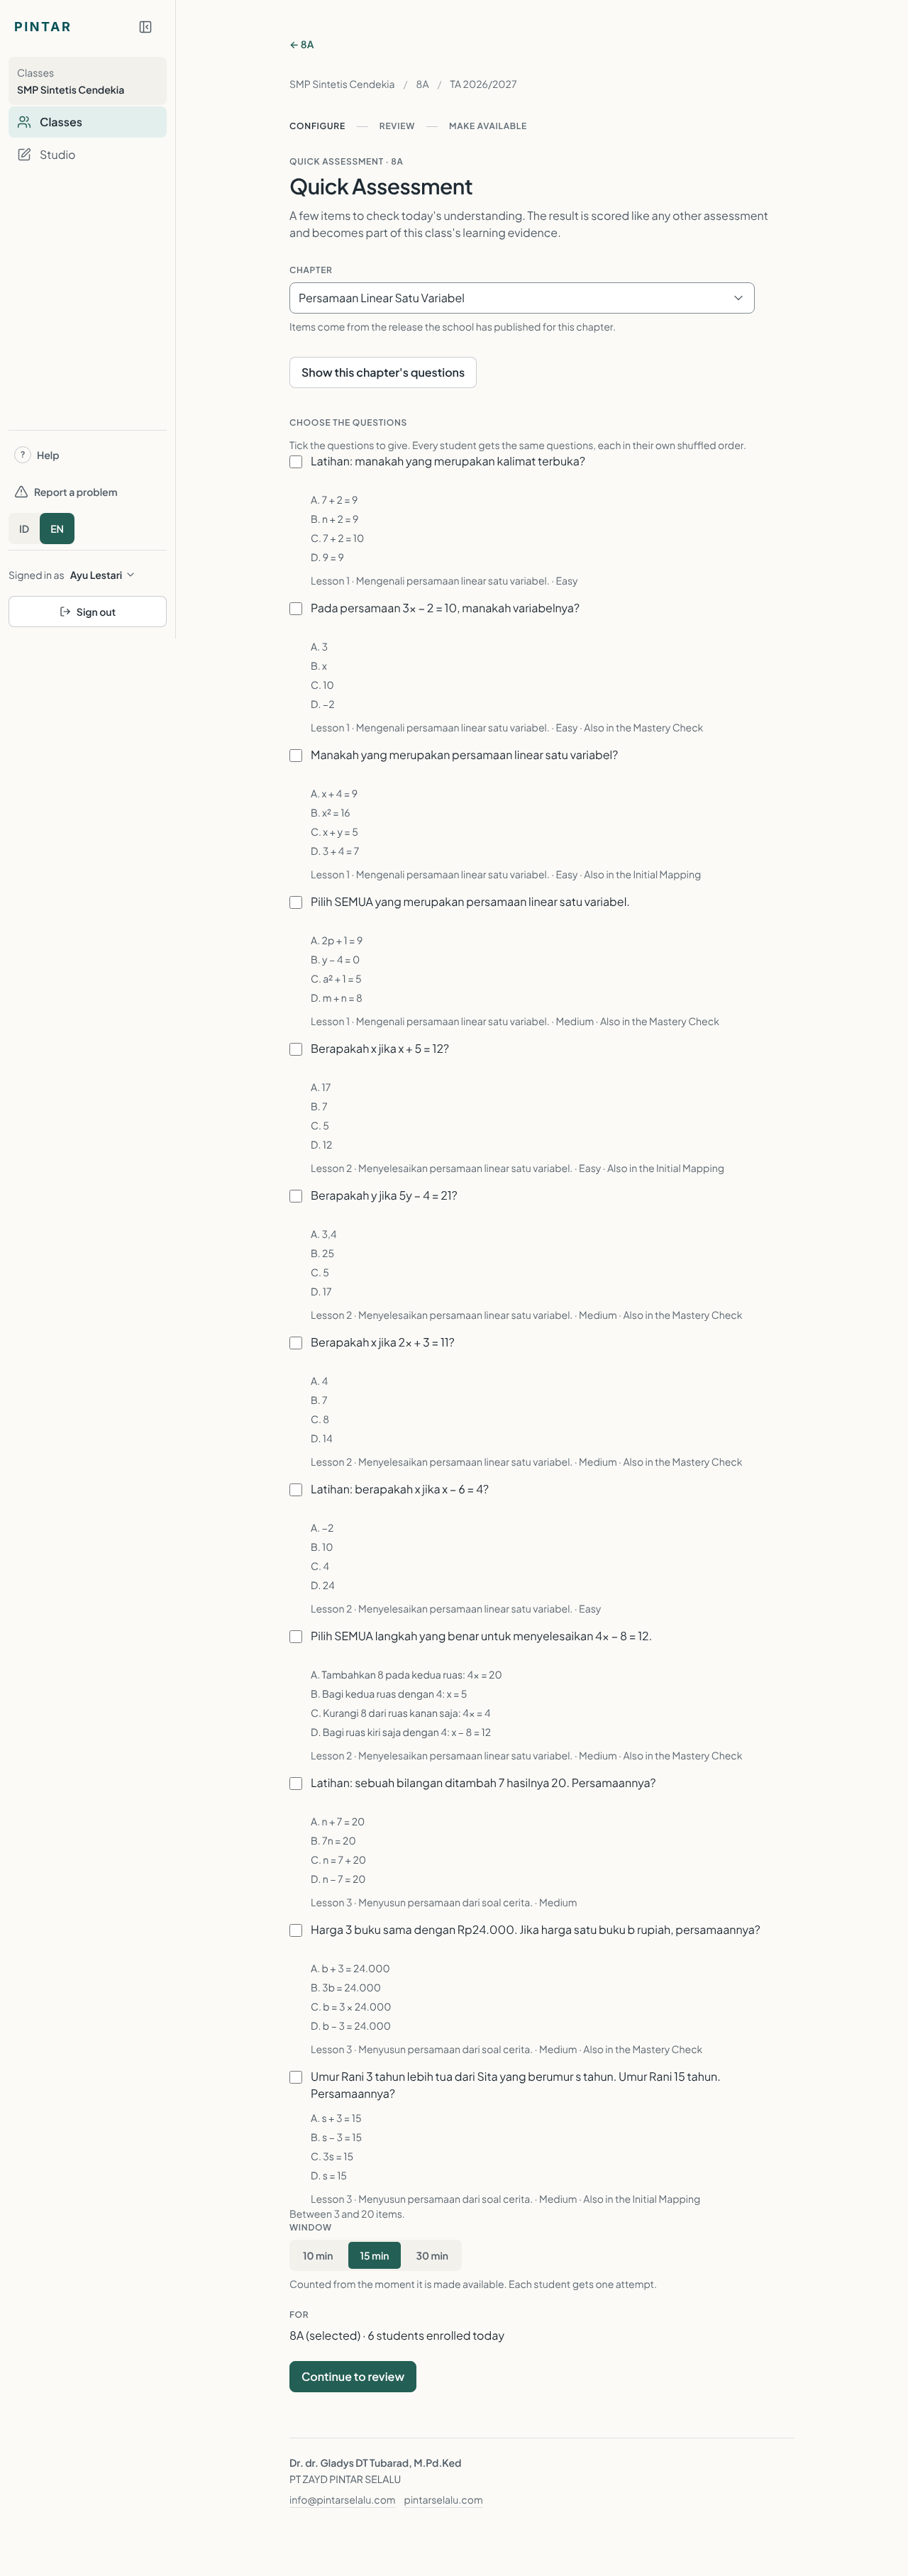 PINTAR
Classes
SMP Sintetis Cendekia
Classes
Studio
? Help
Report a problem
ID EN
Signed in as Ayu Lestari
Sign out
← 8A
SMP Sintetis Cendekia / 8A / TA 2026/2027
CONFIGURE — REVIEW — MAKE AVAILABLE
QUICK ASSESSMENT · 8A
Quick Assessment
A few items to check today's understanding. The result is scored like any other assessment
and becomes part of this class's learning evidence.
CHAPTER
Persamaan Linear Satu Variabel
Items come from the release the school has published for this chapter.
Show this chapter's questions
CHOOSE THE QUESTIONS
Tick the questions to give. Every student gets the same questions, each in their own shuffled order.
Latihan: manakah yang merupakan kalimat terbuka?
A. 7 + 2 = 9
B. n + 2 = 9
C. 7 + 2 = 10
D. 9 = 9
Lesson 1 · Mengenali persamaan linear satu variabel. · Easy
Pada persamaan 3x − 2 = 10, manakah variabelnya?
A. 3
B. x
C. 10
D. −2
Lesson 1 · Mengenali persamaan linear satu variabel. · Easy · Also in the Mastery Check
Manakah yang merupakan persamaan linear satu variabel?
A. x + 4 = 9
B. x² = 16
C. x + y = 5
D. 3 + 4 = 7
Lesson 1 · Mengenali persamaan linear satu variabel. · Easy · Also in the Initial Mapping
Pilih SEMUA yang merupakan persamaan linear satu variabel.
A. 2p + 1 = 9
B. y − 4 = 0
C. a² + 1 = 5
D. m + n = 8
Lesson 1 · Mengenali persamaan linear satu variabel. · Medium · Also in the Mastery Check
Berapakah x jika x + 5 = 12?
A. 17
B. 7
C. 5
D. 12
Lesson 2 · Menyelesaikan persamaan linear satu variabel. · Easy · Also in the Initial Mapping
Berapakah y jika 5y − 4 = 21?
A. 3,4
B. 25
C. 5
D. 17
Lesson 2 · Menyelesaikan persamaan linear satu variabel. · Medium · Also in the Mastery Check
Berapakah x jika 2x + 3 = 11?
A. 4
B. 7
C. 8
D. 14
Lesson 2 · Menyelesaikan persamaan linear satu variabel. · Medium · Also in the Mastery Check
Latihan: berapakah x jika x − 6 = 4?
A. −2
B. 10
C. 4
D. 24
Lesson 2 · Menyelesaikan persamaan linear satu variabel. · Easy
Pilih SEMUA langkah yang benar untuk menyelesaikan 4x − 8 = 12.
A. Tambahkan 8 pada kedua ruas: 4x = 20
B. Bagi kedua ruas dengan 4: x = 5
C. Kurangi 8 dari ruas kanan saja: 4x = 4
D. Bagi ruas kiri saja dengan 4: x − 8 = 12
Lesson 2 · Menyelesaikan persamaan linear satu variabel. · Medium · Also in the Mastery Check
Latihan: sebuah bilangan ditambah 7 hasilnya 20. Persamaannya?
A. n + 7 = 20
B. 7n = 20
C. n = 7 + 20
D. n − 7 = 20
Lesson 3 · Menyusun persamaan dari soal cerita. · Medium
Harga 3 buku sama dengan Rp24.000. Jika harga satu buku b rupiah, persamaannya?
A. b + 3 = 24.000
B. 3b = 24.000
C. b = 3 × 24.000
D. b − 3 = 24.000
Lesson 3 · Menyusun persamaan dari soal cerita. · Medium · Also in the Mastery Check
Umur Rani 3 tahun lebih tua dari Sita yang berumur s tahun. Umur Rani 15 tahun.
Persamaannya?
A. s + 3 = 15
B. s − 3 = 15
C. 3s = 15
D. s = 15
Lesson 3 · Menyusun persamaan dari soal cerita. · Medium · Also in the Initial Mapping
Between 3 and 20 items.
WINDOW
10 min 15 min 30 min
Counted from the moment it is made available. Each student gets one attempt.
FOR
8A (selected) · 6 students enrolled today
Continue to review
Dr. dr. Gladys DT Tubarad, M.Pd.Ked
PT ZAYD PINTAR SELALU
info@pintarselalu.com pintarselalu.com